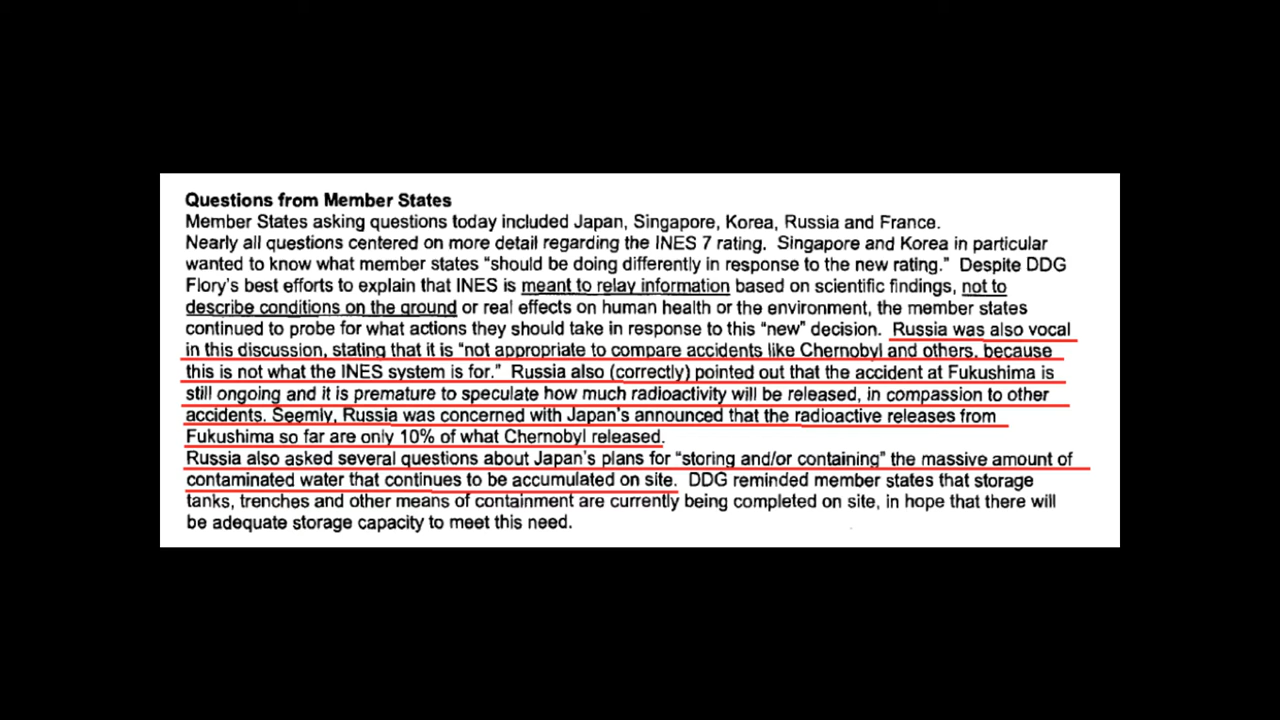 Questions from Member States
Member States asking questions today included Japan, Singapore, Korea, Russia and France.
Nearly all questions centered on more detail regarding the INES 7 rating.  Singapore and Korea in particular
wanted to know what member states “should be doing differently in response to the new rating.”  Despite DDG
Flory’s best efforts to explain that INES is meant to relay information based on scientific findings, not to
describe conditions on the ground or real effects on human health or the environment, the member states
continued to probe for what actions they should take in response to this “new” decision.  Russia was also vocal
in this discussion, stating that it is “not appropriate to compare accidents like Chernobyl and others, because
this is not what the INES system is for.”  Russia also (correctly) pointed out that the accident at Fukushima is
still ongoing and it is premature to speculate how much radioactivity will be released, in compassion to other
accidents. Seemly, Russia was concerned with Japan’s announced that the radioactive releases from
Fukushima so far are only 10% of what Chernobyl released.
Russia also asked several questions about Japan’s plans for “storing and/or containing” the massive amount of
contaminated water that continues to be accumulated on site.  DDG reminded member states that storage
tanks, trenches and other means of containment are currently being completed on site, in hope that there will
be adequate storage capacity to meet this need.